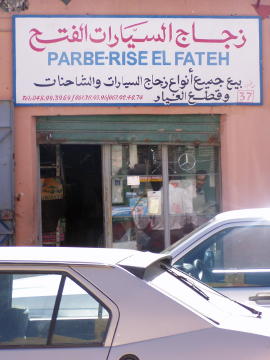 زجاج السيارات الفتح
PARBE-RISE EL FATEH
بيع جميع أنواع زجاج السيارات والشاحنات
وقطع الغيار
37